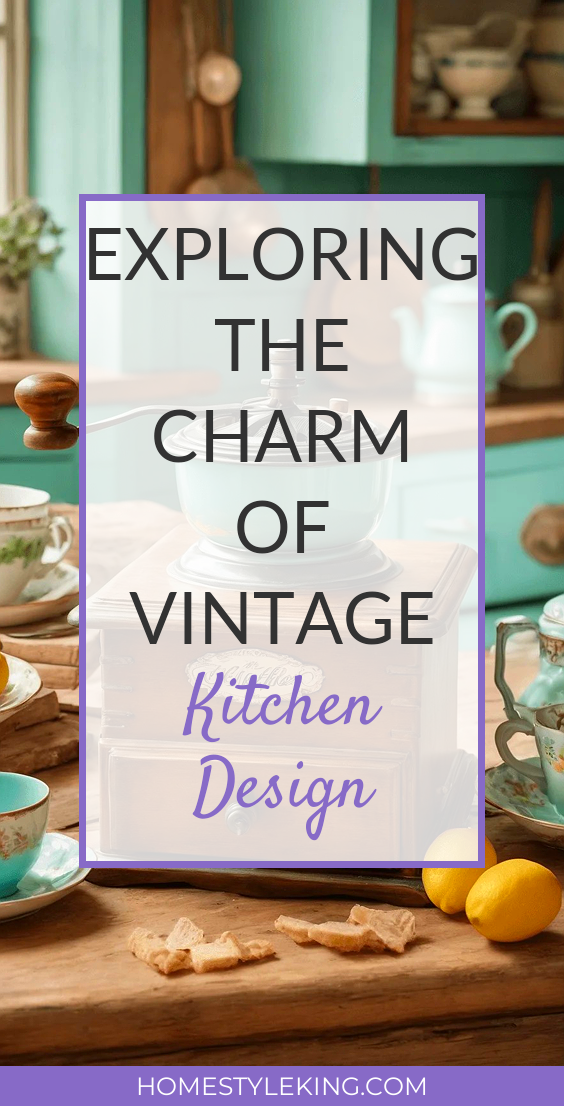 EXPLORING
THE
CHARM
OF
VINTAGE
Kitchen
Design
HOMESTYLEKING.COM